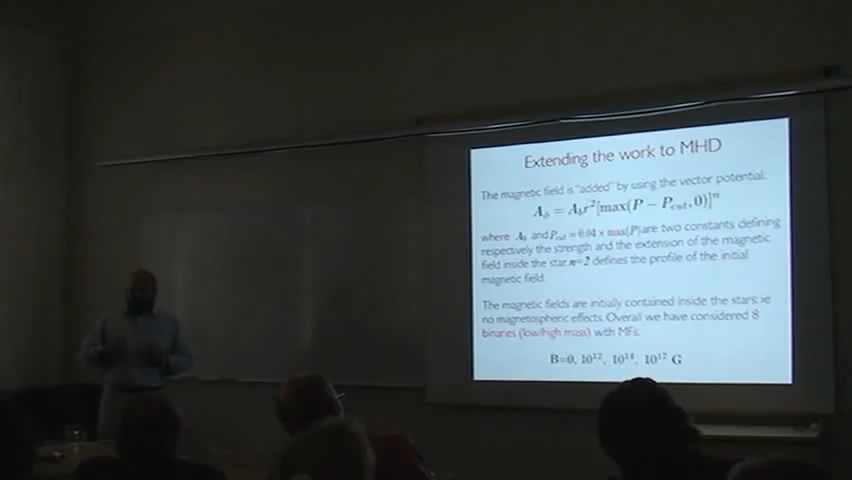 Extending the work to MHD
The magnetic field is "added" by using the vector potential:
A_ϕ = A_b r²[max(P − P_cut, 0)]ⁿ
where A_b and P_cut = 0.04 × max(P) are two constants defining
respectively the strength and the extension of the magnetic
field inside the star. n=2 defines the profile of the initial
magnetic field.
The magnetic fields are initially contained inside the stars: ie
no magnetospheric effects. Overall we have considered 8
binaries (low/high mass) with MFs:
B=0, 10¹², 10¹⁴, 10¹⁷ G